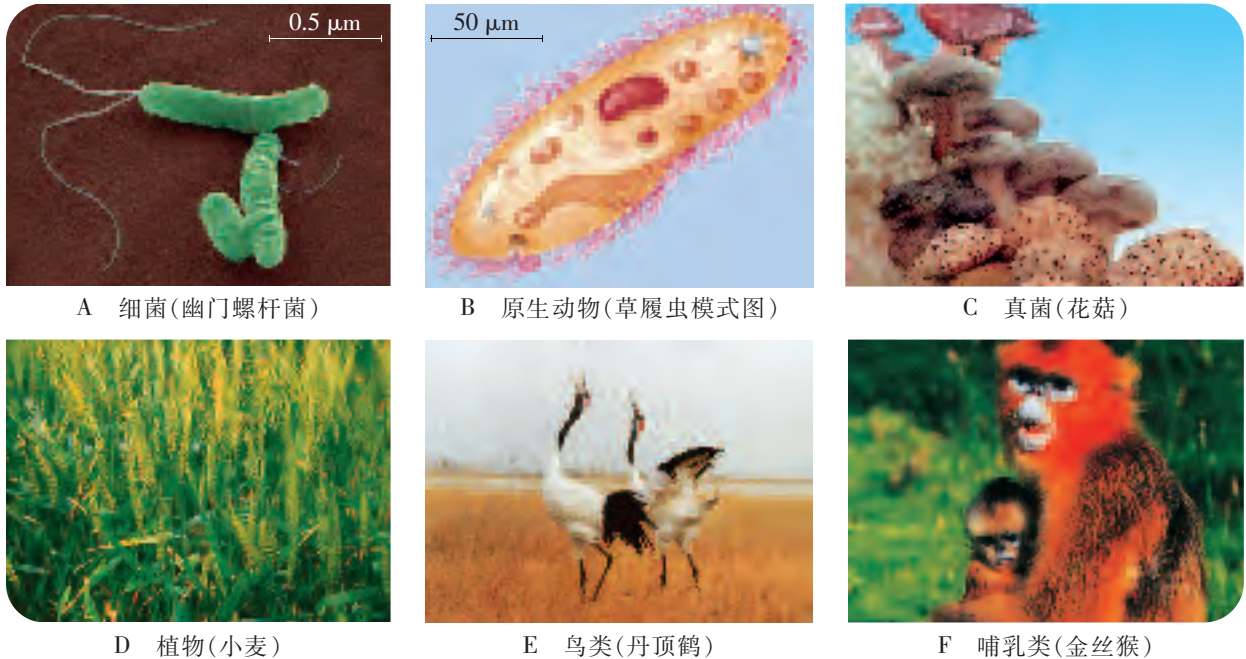 0.5 μm
50 μm
A 细菌(幽门螺杆菌)
B 原生动物(草履虫模式图)
C 真菌(花菇)
D 植物(小麦)
E 鸟类(丹顶鹤)
F 哺乳类(金丝猴)